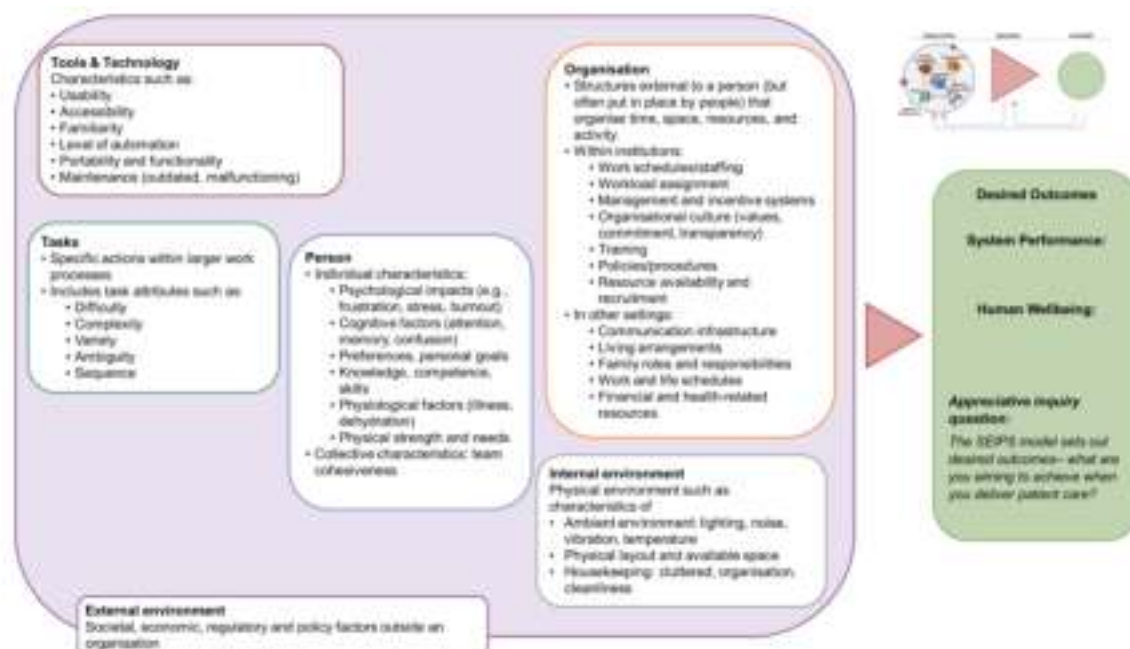 Tools & Technology
Characteristics such as:
• Usability
• Accessibility
• Familiarity
• Level of automation
• Portability and functionality
• Maintenance (outdated, malfunctioning)
Tasks
• Specific actions within larger work
processes
• Includes task attributes such as:
• Difficulty
• Complexity
• Variety
• Ambiguity
• Sequence
Person
• Individual characteristics:
• Psychological impacts (e.g.,
frustration, stress, burnout)
• Cognitive factors (attention,
memory, confusion)
• Preferences, personal goals
• Knowledge, competence,
skills
• Physiological factors (illness,
dehydration)
• Physical strength and needs
• Collective characteristics: team
cohesiveness
Organisation
• Structures external to a person (but
often put in place by people) that
organise time, space, resources, and
activity.
• Within institutions:
• Work schedules/staffing
• Workload assignment
• Management and incentive systems
• Organisational culture (values,
commitment, transparency)
• Training
• Policies/procedures
• Resource availability and
recruitment
• In other settings:
• Communication infrastructure
• Living arrangements
• Family roles and responsibilities
• Work and life schedules
• Financial and health-related
resources
Internal environment
Physical environment such as
characteristics of
• Ambient environment: lighting, noise,
vibration, temperature
• Physical layout and available space
• Housekeeping: cluttered, organisation,
cleanliness
External environment
Societal, economic, regulatory and policy factors outside an
organisation
Desired Outcomes
System Performance:
Human Wellbeing:
Appreciative inquiry
question:
The SEIPS model sets out
desired outcomes– what are
you aiming to achieve when
you deliver patient care?